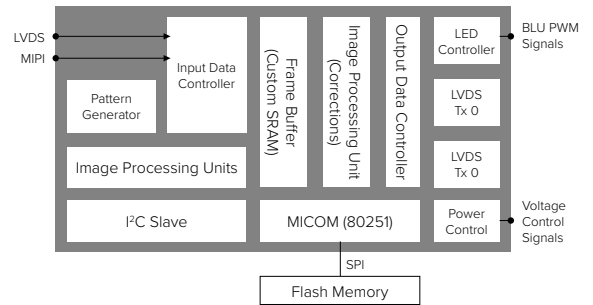 LVDS
MIPI
Input Data
Controller
Pattern
Generator
Image Processing Units
I²C Slave
Frame Buffer
(Custom SRAM)
Image Processing Unit
(Corrections)
Output Data Controller
MICOM (80251)
LED
Controller
LVDS
Tx 0
LVDS
Tx 0
Power
Control
BLU PWM
Signals
Voltage
Control
Signals
SPI
Flash Memory